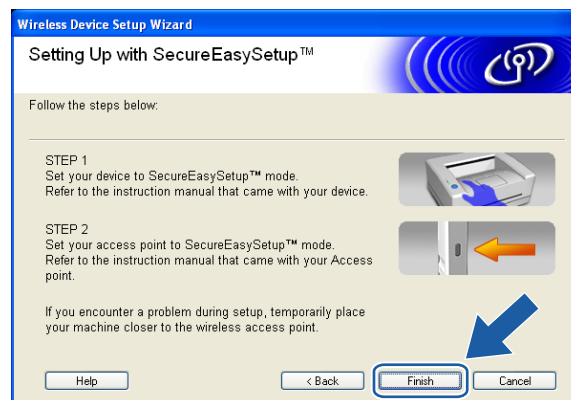 Wireless Device Setup Wizard
Setting Up with SecureEasySetup™
Follow the steps below:
STEP 1
Set your device to SecureEasySetup™ mode.
Refer to the instruction manual that came with your device.
STEP 2
Set your access point to SecureEasySetup™ mode.
Refer to the instruction manual that came with your Access
point.
If you encounter a problem during setup, temporarily place
your machine closer to the wireless access point.
Help
< Back
Finish
Cancel